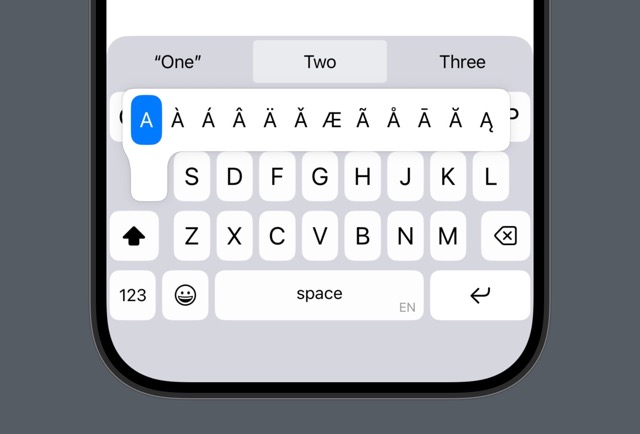 “One” Two Three
A À Á Â Ä Ǎ Æ Ã Å Ā Ă Ą P
S D F G H J K L
Z X C V B N M
123 space EN